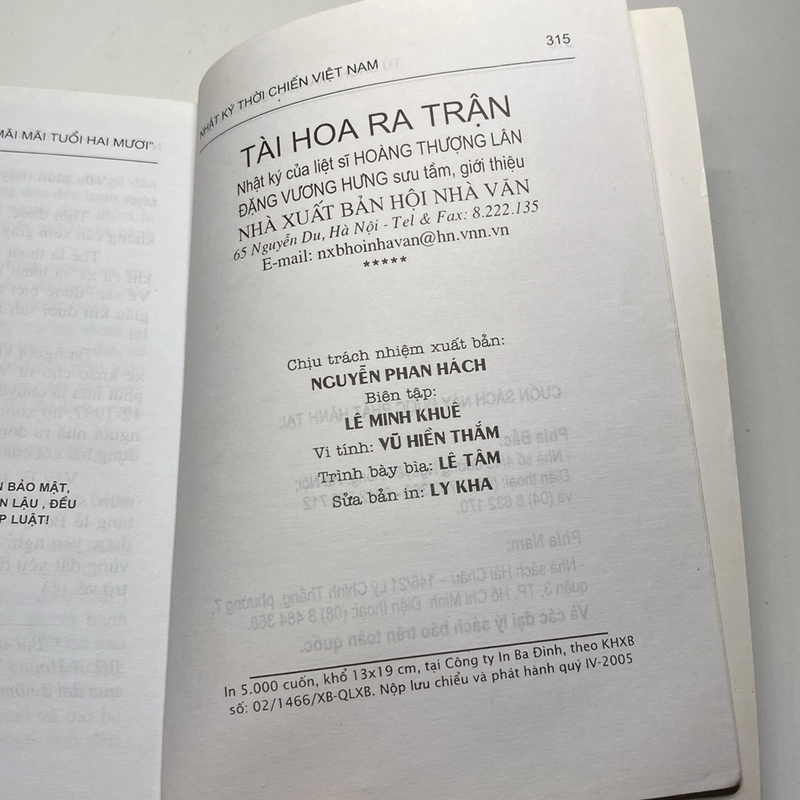 MÃI MÃI TUỔI HAI MƯƠI"
BẢO MẬT,
LẬU , ĐỀU
LUẬT!
NHẬT KÝ THỜI CHIẾN VIỆT NAM
315
TÀI HOA RA TRẬN
Nhật ký của liệt sĩ HOÀNG THƯỢNG LÂN
ĐẶNG VƯƠNG HƯNG sưu tầm, giới thiệu
NHÀ XUẤT BẢN HỘI NHÀ VĂN
65 Nguyễn Du, Hà Nội - Tel & Fax: 8.222.135
E-mail: nxbhoinhavan@hn.vnn.vn
*****
Chịu trách nhiệm xuất bản:
NGUYỄN PHAN HÁCH
Biên tập:
LÊ MINH KHUÊ
Vi tính: VŨ HIỀN THẮM
Trình bày bìa: LÊ TÂM
Sửa bản in: LY KHA
In 5.000 cuốn, khổ 13x19 cm, tại Công ty In Ba Đình, theo KHXB
số: 02/1466/XB-QLXB. Nộp lưu chiểu và phát hành quý IV-2005